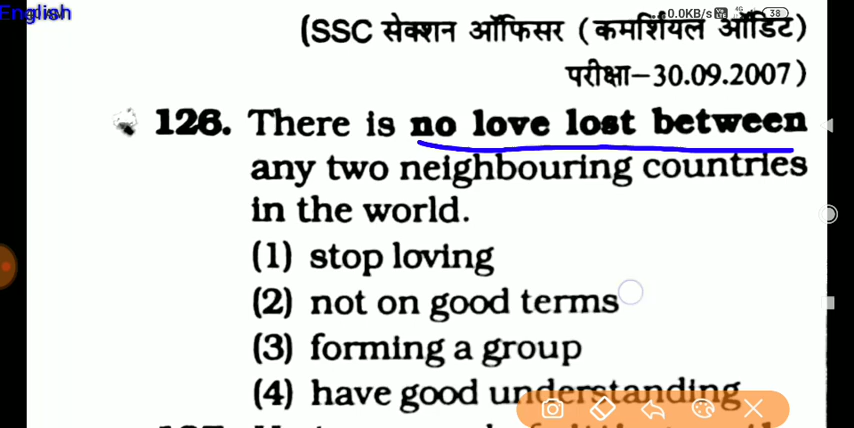 English
0.0KB/s 4G 38
(SSC सेक्शन ऑफिसर (कमर्शियल ऑडिट)
परीक्षा–30.09.2007)
126. There is no love lost between
any two neighbouring countries
in the world.
(1) stop loving
(2) not on good terms
(3) forming a group
(4) have good understanding